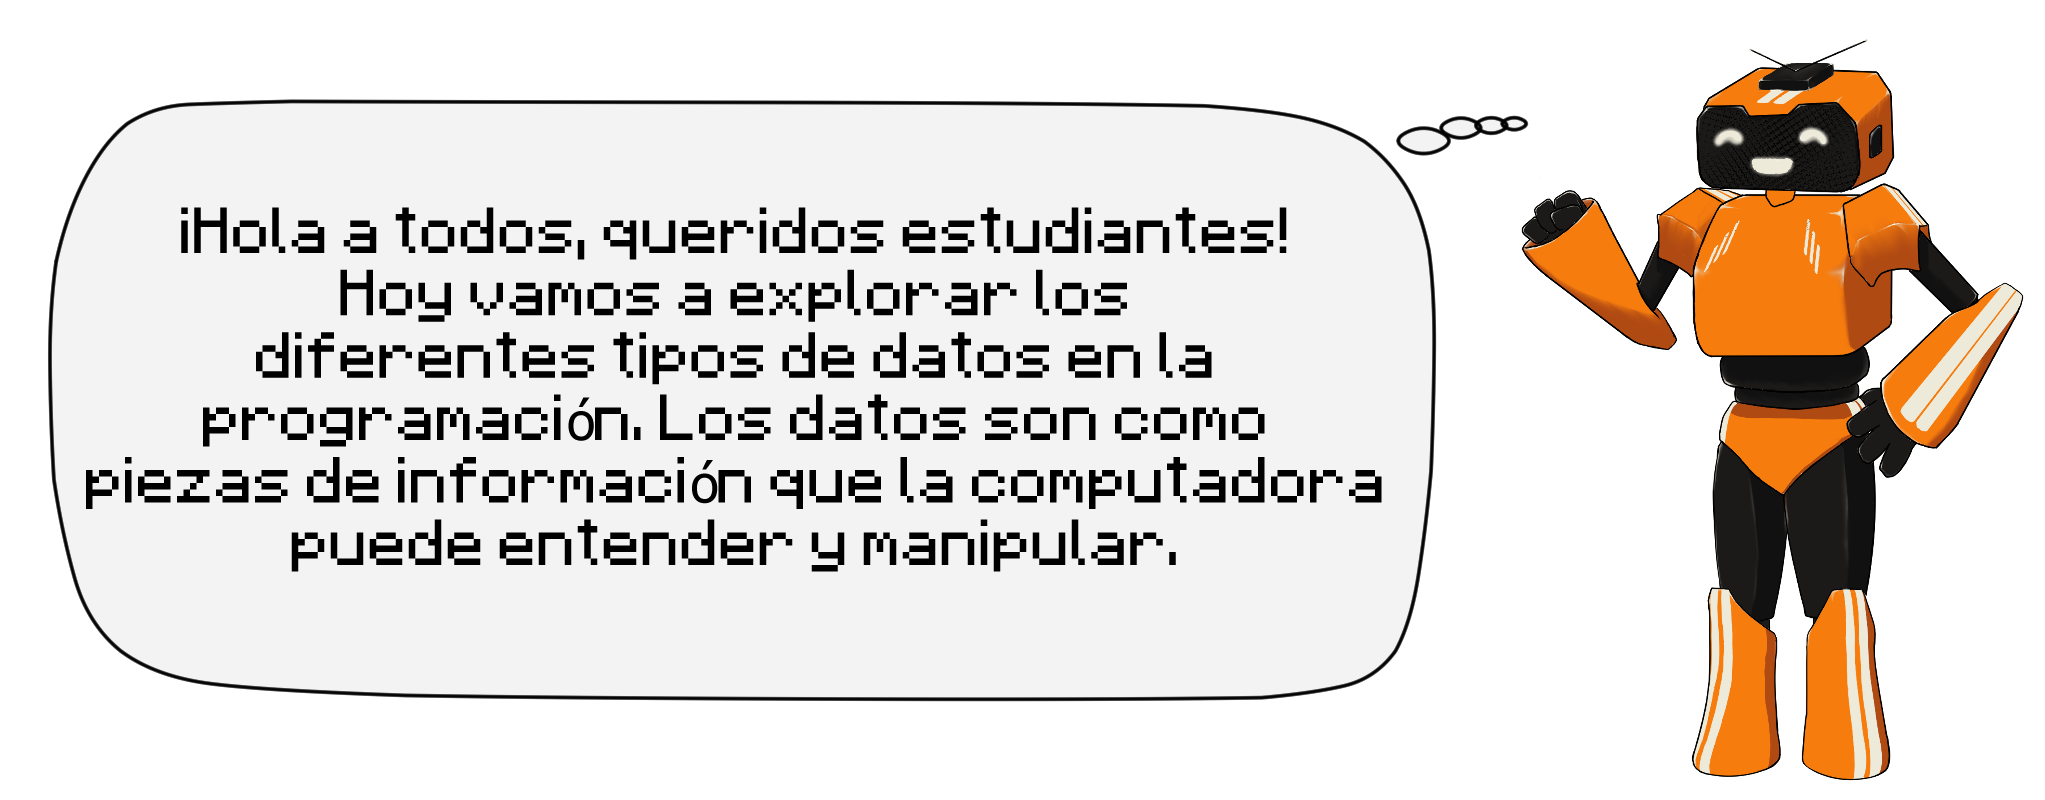 ¡Hola a todos, queridos estudiantes!
Hoy vamos a explorar los
diferentes tipos de datos en la
programación. Los datos son como
piezas de información que la computadora
puede entender y manipular.